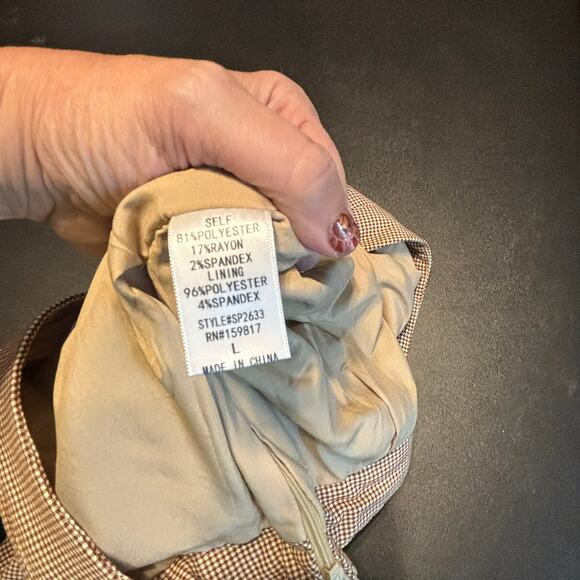 SELF
81%POLYESTER
17%RAYON
2%SPANDEX
LINING
96%POLYESTER
4%SPANDEX
STYLE#SP2633
RN#159817
L
MADE IN CHINA